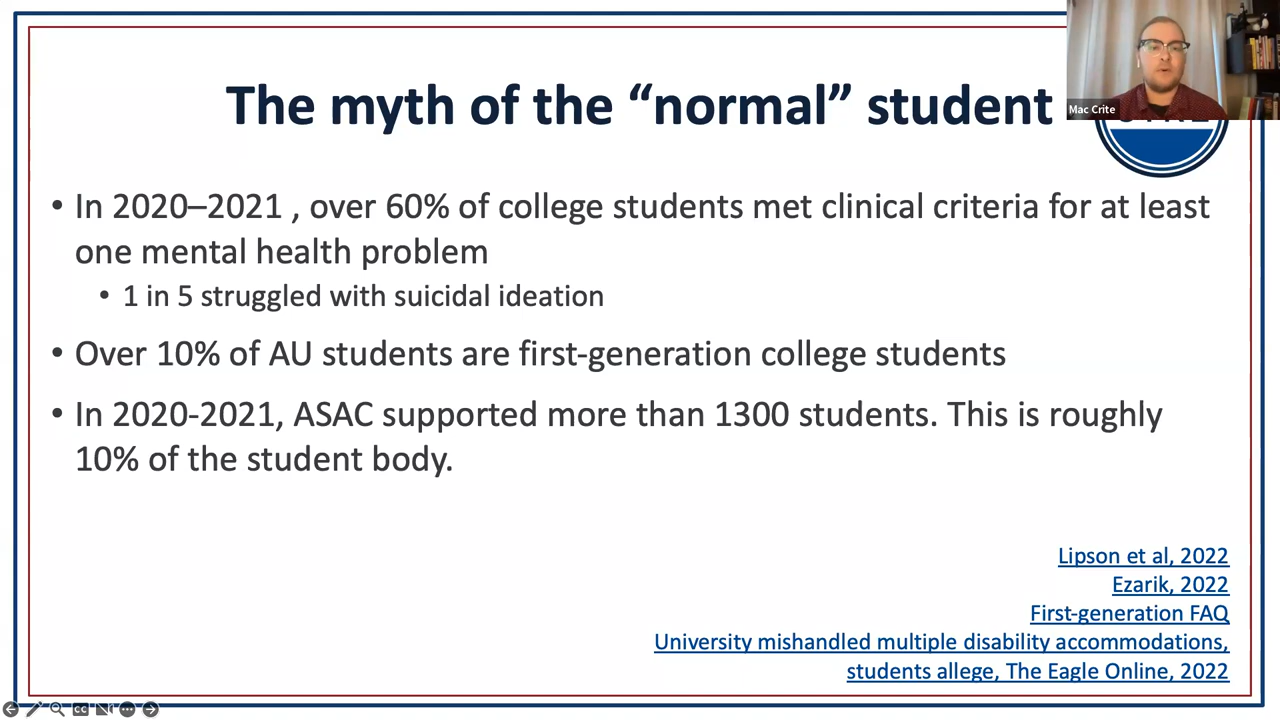 The myth of the “normal” student
Mac Crite
• In 2020–2021 , over 60% of college students met clinical criteria for at least
one mental health problem
• 1 in 5 struggled with suicidal ideation
• Over 10% of AU students are first-generation college students
• In 2020-2021, ASAC supported more than 1300 students. This is roughly
10% of the student body.
Lipson et al, 2022
Ezarik, 2022
First-generation FAQ
University mishandled multiple disability accommodations,
students allege, The Eagle Online, 2022
CC